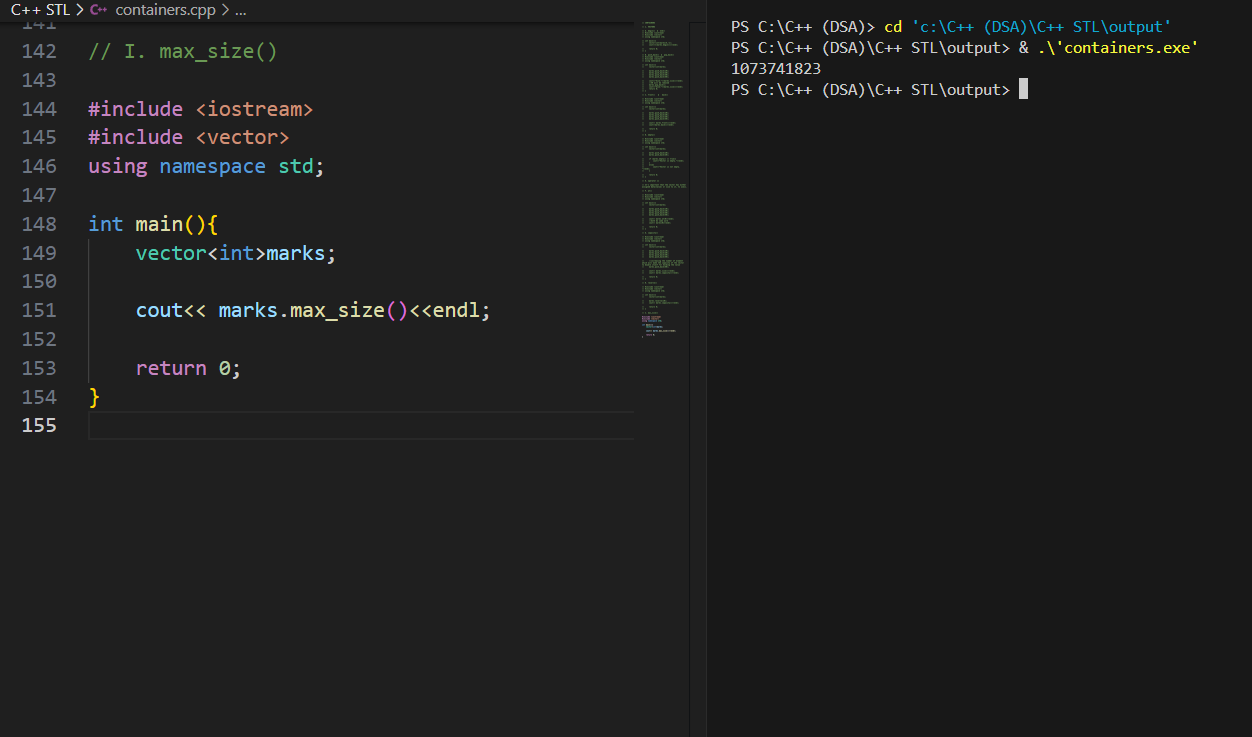 C++ STL > C++ containers.cpp > ...
141
142 // I. max_size()
143
144 #include <iostream>
145 #include <vector>
146 using namespace std;
147
148 int main(){
149     vector<int>marks;
150
151     cout<< marks.max_size()<<endl;
152
153     return 0;
154 }
155
PS C:\C++ (DSA)> cd 'c:\C++ (DSA)\C++ STL\output'
PS C:\C++ (DSA)\C++ STL\output> & .\'containers.exe'
1073741823
PS C:\C++ (DSA)\C++ STL\output>